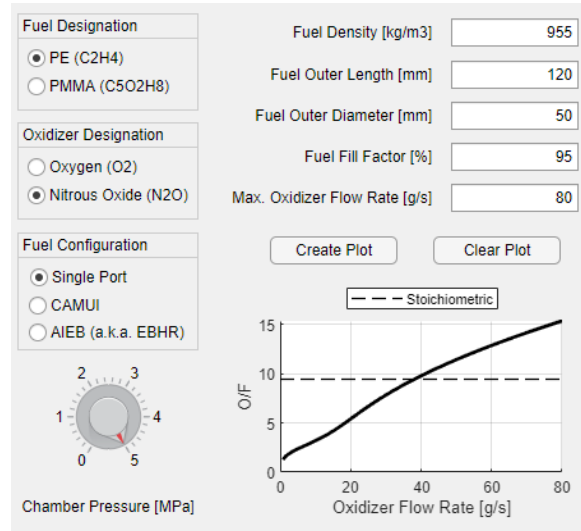 Fuel Designation
PE (C2H4)
PMMA (C5O2H8)
Oxidizer Designation
Oxygen (O2)
Nitrous Oxide (N2O)
Fuel Configuration
Single Port
CAMUI
AIEB (a.k.a. EBHR)
2 3
1 4
0 5
Chamber Pressure [MPa]
Fuel Density [kg/m3] 955
Fuel Outer Length [mm] 120
Fuel Outer Diameter [mm] 50
Fuel Fill Factor [%] 95
Max. Oxidizer Flow Rate [g/s] 80
Create Plot Clear Plot
Stoichiometric
15
10
5
0
O/F
0 20 40 60 80
Oxidizer Flow Rate [g/s]